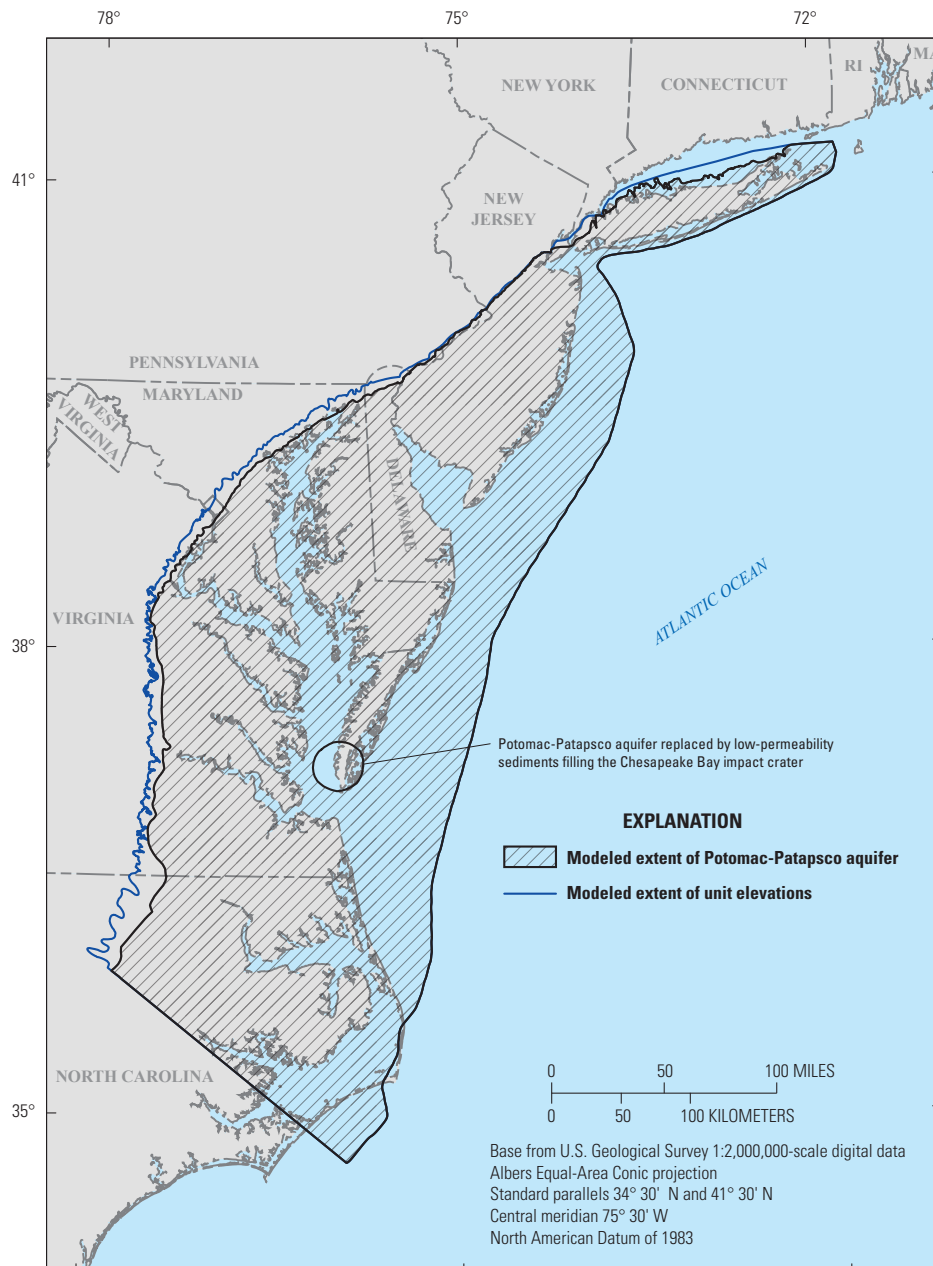 78°
75°
72°
NEW YORK
CONNECTICUT
RI
MA
41°
NEW
JERSEY
PENNSYLVANIA
MARYLAND
WEST
VIRGINIA
DELAWARE
VIRGINIA
38°
ATLANTIC OCEAN
Potomac-Patapsco aquifer replaced by low-permeability
sediments filling the Chesapeake Bay impact crater
EXPLANATION
Modeled extent of Potomac-Patapsco aquifer
Modeled extent of unit elevations
NORTH CAROLINA
35°
0 50 100 MILES
0 50 100 KILOMETERS
Base from U.S. Geological Survey 1:2,000,000-scale digital data
Albers Equal-Area Conic projection
Standard parallels 34° 30' N and 41° 30' N
Central meridian 75° 30' W
North American Datum of 1983